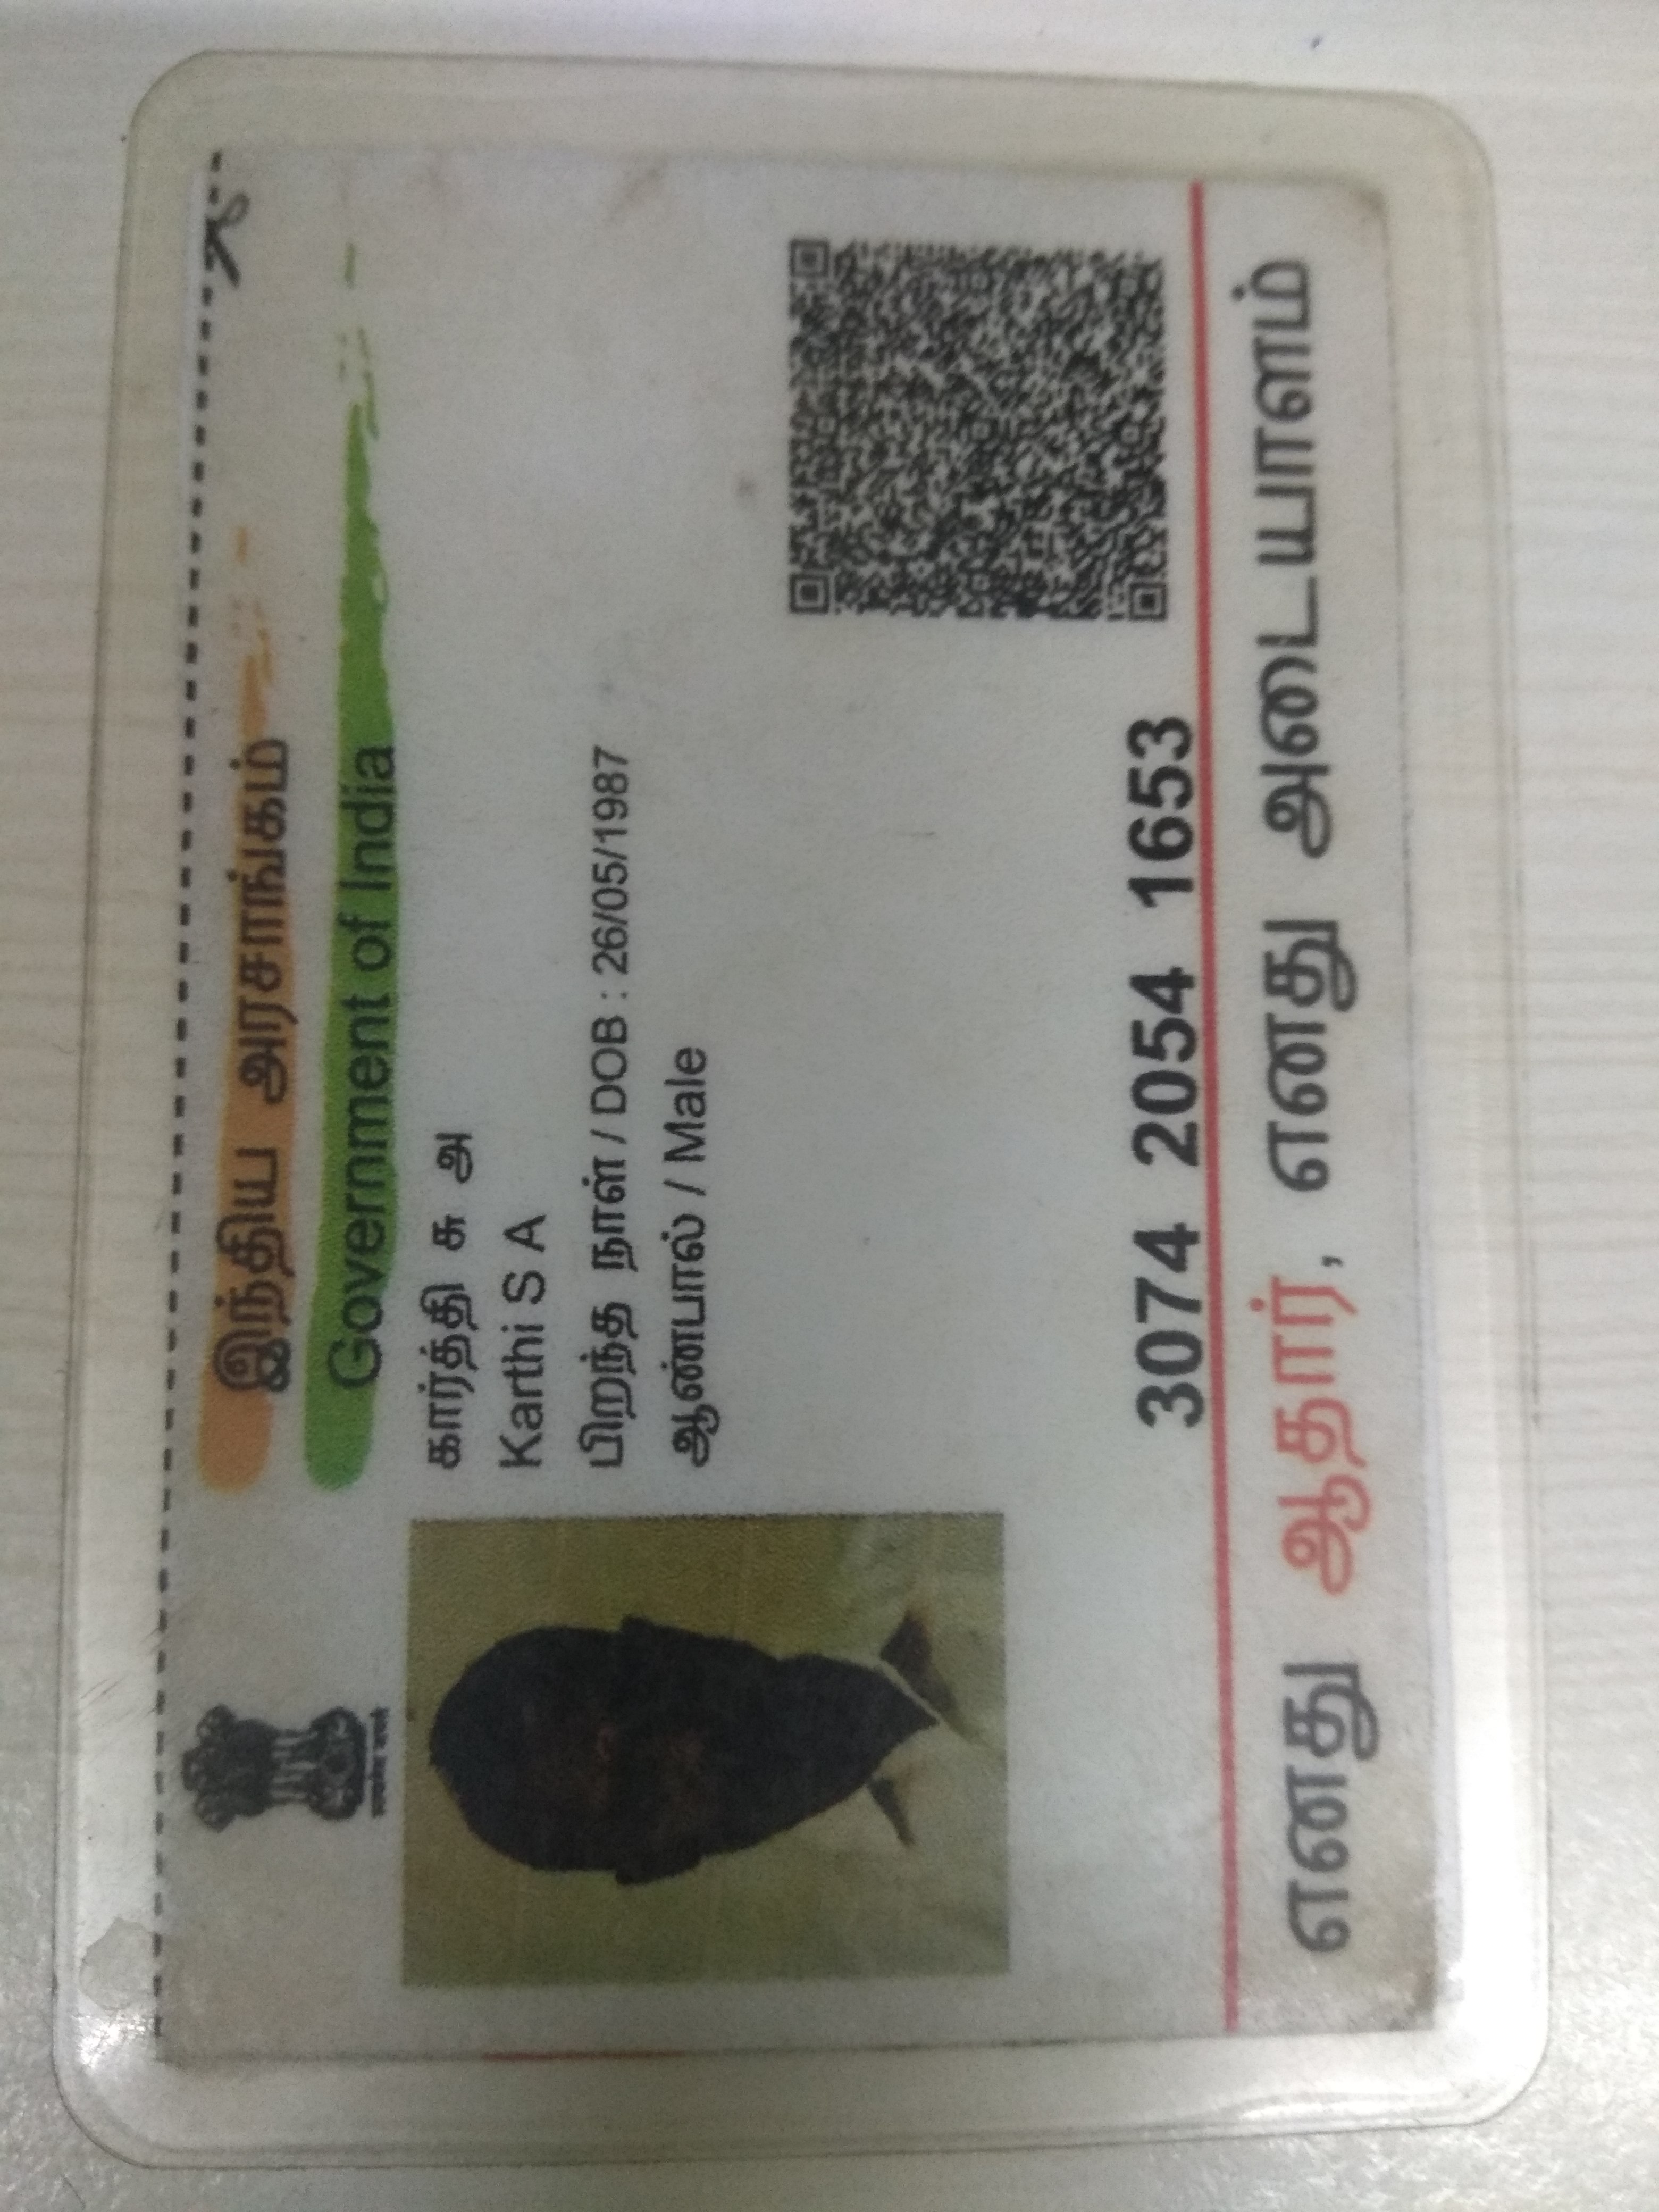 இந்திய அரசாங்கம்
Government of India
கார்த்தி சு அ
Karthi S A
பிறந்த நாள் / DOB : 26/05/1987
ஆண்பால் / Male
3074 2054 1653
எனது ஆதார், எனது அடையாளம்